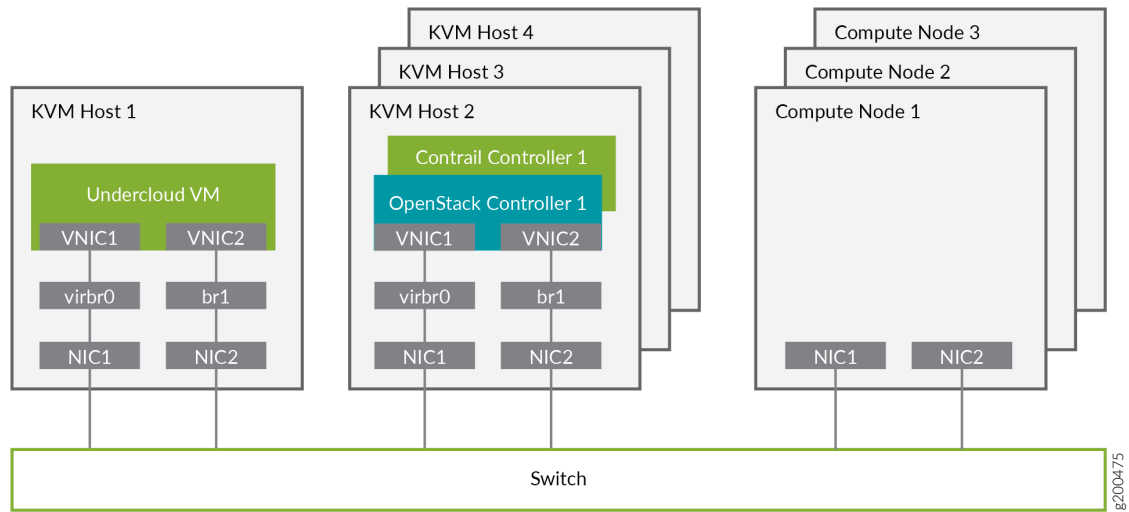 KVM Host 4
KVM Host 3
KVM Host 2
KVM Host 1
Compute Node 3
Compute Node 2
Compute Node 1
Undercloud VM
VNIC1 VNIC2
virbr0 br1
NIC1 NIC2
Contrail Controller 1
OpenStack Controller 1
VNIC1 VNIC2
virbr0 br1
NIC1 NIC2
NIC1 NIC2
Switch
g200475